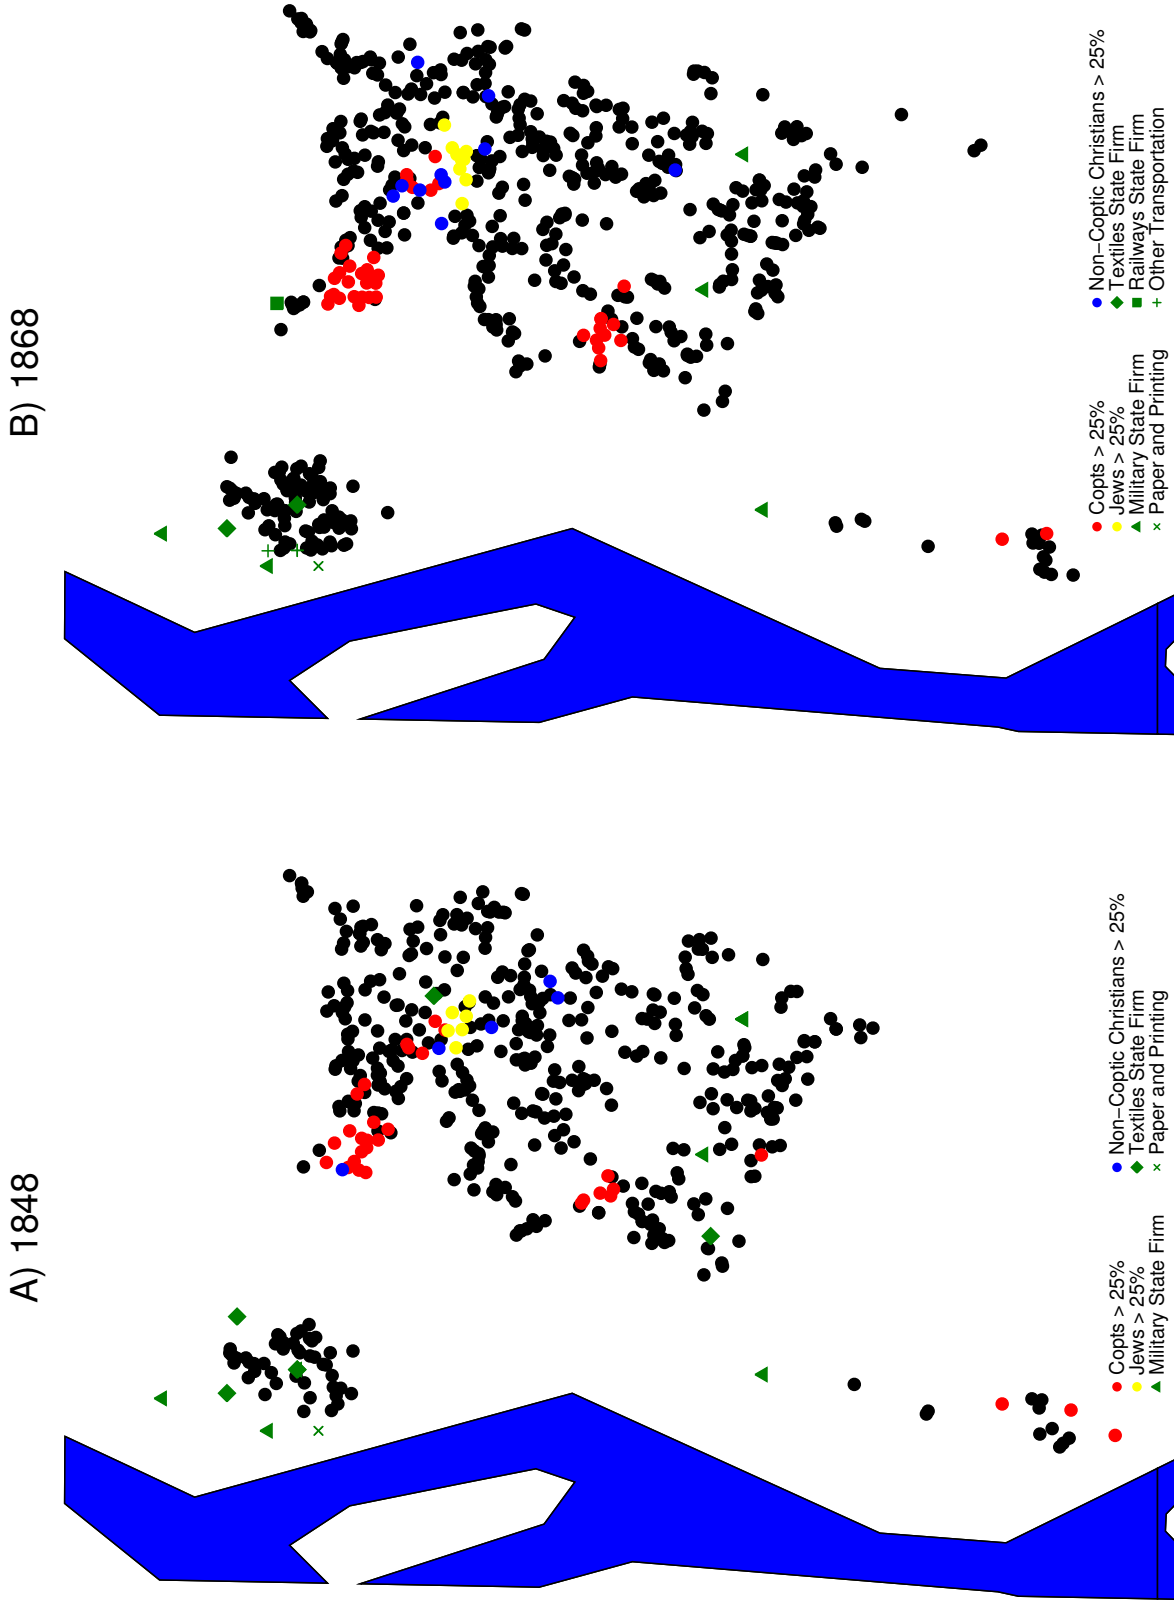 A) 1848
Copts > 25%
Jews > 25%
Military State Firm
Non−Coptic Christians > 25%
Textiles State Firm
Paper and Printing
B) 1868
Copts > 25%
Jews > 25%
Military State Firm
Paper and Printing
Non−Coptic Christians > 25%
Textiles State Firm
Railways State Firm
Other Transportation